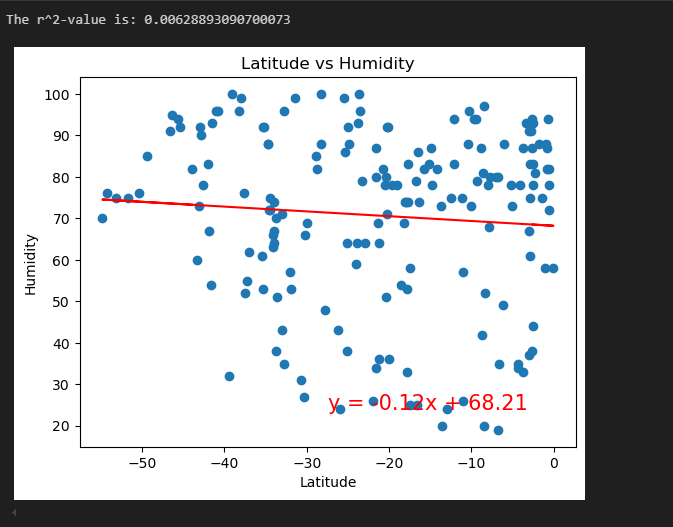 The r^2-value is: 0.00628893090700073
Latitude vs Humidity
100
90
80
70
60
50
40
30
20
Humidity
y = -0.12x + 68.21
−50 −40 −30 −20 −10 0
Latitude